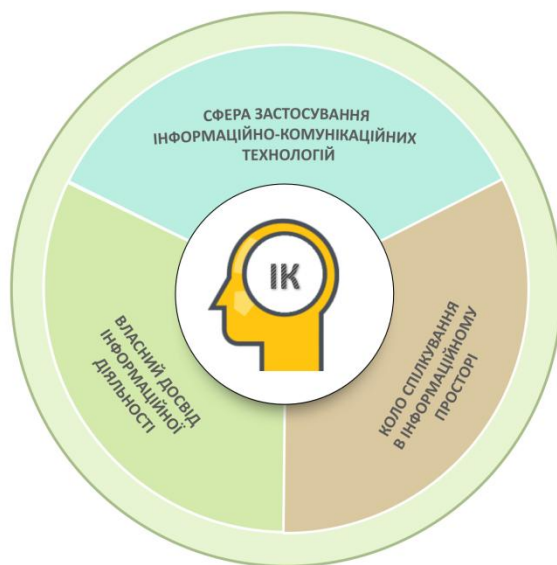 СФЕРА ЗАСТОСУВАННЯ
ІНФОРМАЦІЙНО-КОМУНІКАЦІЙНИХ
ТЕХНОЛОГІЙ
ІК
ВЛАСНИЙ ДОСВІД
ІНФОРМАЦІЙНОЇ
ДІЯЛЬНОСТІ
КОЛО СПІЛКУВАННЯ
В ІНФОРМАЦІЙНОМУ
ПРОСТОРІ